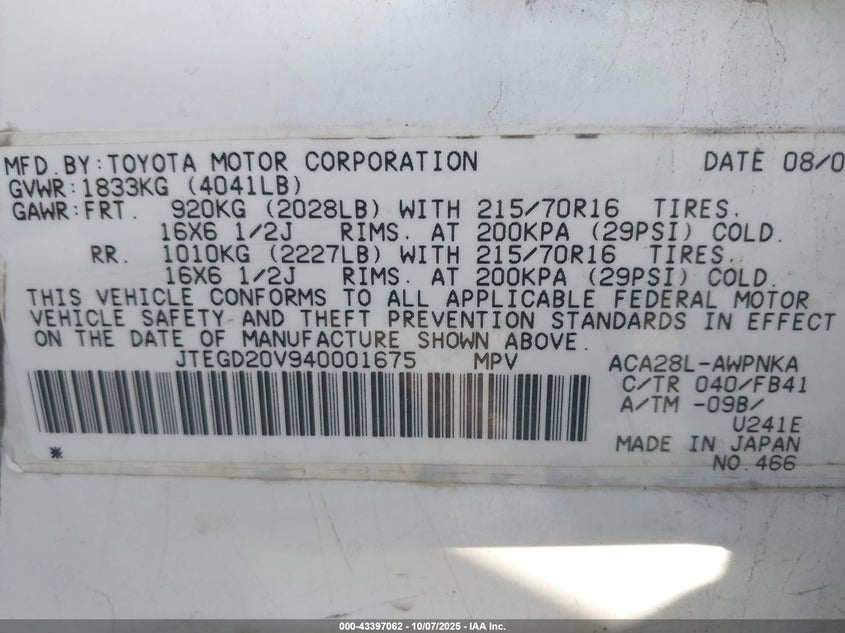 MFD.BY:TOYOTA MOTOR CORPORATION DATE 08/0
GVWR:1833KG (4041LB)
GAWR:FRT. 920KG (2028LB) WITH 215/70R16 TIRES.
16X6 1/2J RIMS. AT 200KPA (29PSI) COLD.
RR. 1010KG (2227LB) WITH 215/70R16 TIRES.
16X6 1/2J RIMS. AT 200KPA (29PSI) COLD.
THIS VEHICLE CONFORMS TO ALL APPLICABLE FEDERAL MOTOR
VEHICLE SAFETY AND THEFT PREVENTION STANDARDS IN EFFECT
ON THE DATE OF MANUFACTURE SHOWN ABOVE.
JTEGD20V940001675 MPV ACA28L-AWPNKA
C/TR 040/FB41
A/TM -09B/
U241E
MADE IN JAPAN
* NO.466
000-43397062 - 10/07/2025 - IAA Inc.